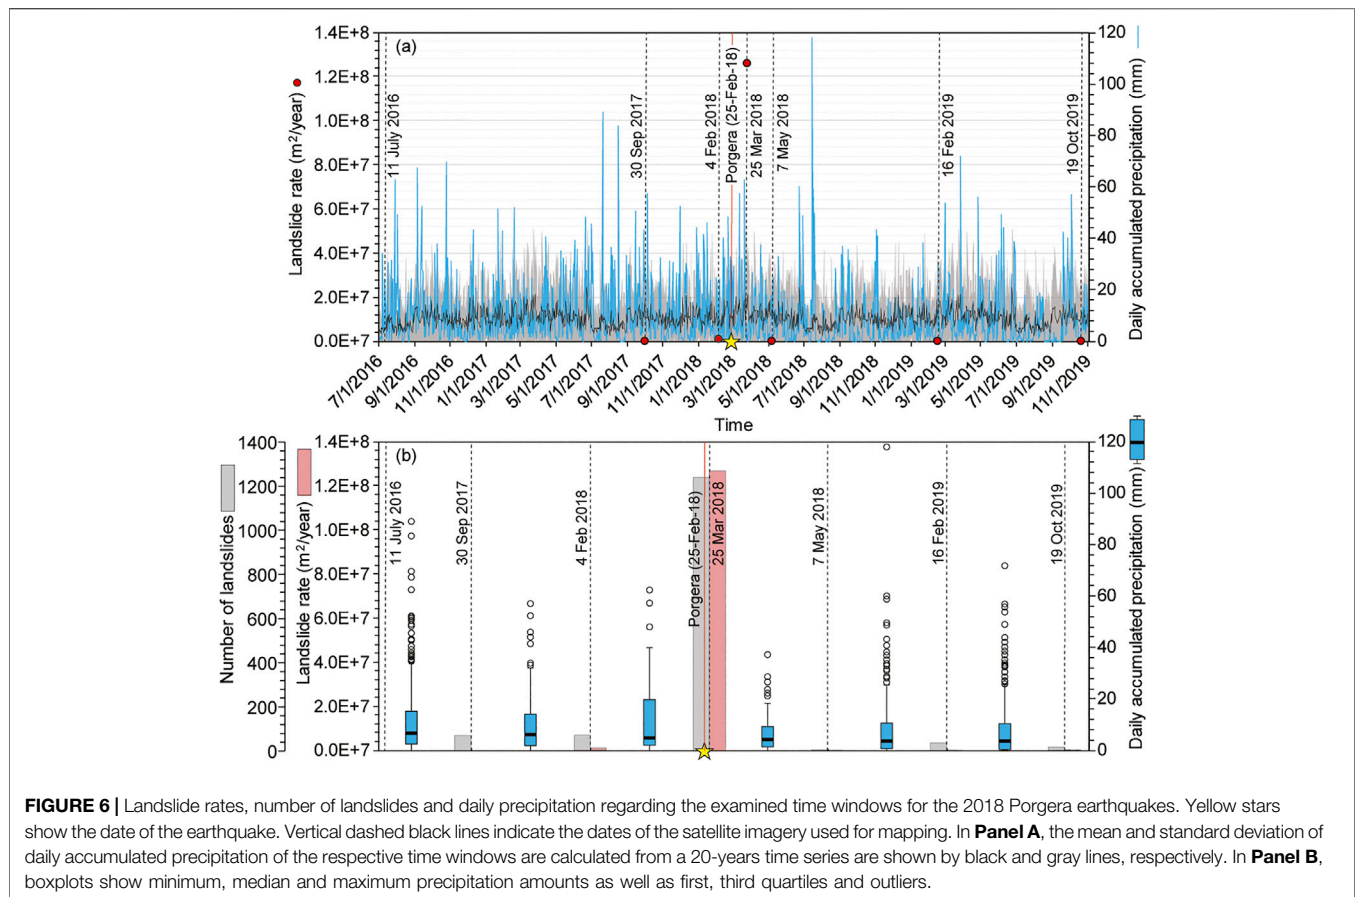 (a)
Landslide rate (m²/year)
1.4E+8
1.2E+8
1.0E+8
8.0E+7
6.0E+7
4.0E+7
2.0E+7
0.0E+7
11 July 2016
30 Sep 2017
4 Feb 2018
Porgera (25-Feb-18)
25 Mar 2018
7 May 2018
16 Feb 2019
19 Oct 2019
120
100
80
60
40
20
0
Daily accumulated precipitation (mm)
7/1/2016
9/1/2016
11/1/2016
1/1/2017
3/1/2017
5/1/2017
7/1/2017
9/1/2017
11/1/2017
1/1/2018
3/1/2018
5/1/2018
7/1/2018
9/1/2018
11/1/2018
1/1/2019
3/1/2019
5/1/2019
7/1/2019
9/1/2019
11/1/2019
Time
(b)
Number of landslides
1400
1200
1000
800
600
400
200
0
Landslide rate (m²/year)
1.4E+8
1.2E+8
1.0E+8
8.0E+7
6.0E+7
4.0E+7
2.0E+7
0.0E+7
11 July 2016
30 Sep 2017
4 Feb 2018
Porgera (25-Feb-18)
25 Mar 2018
7 May 2018
16 Feb 2019
19 Oct 2019
120
100
80
60
40
20
0
Daily accumulated precipitation (mm)
FIGURE 6 | Landslide rates, number of landslides and daily precipitation regarding the examined time windows for the 2018 Porgera earthquakes. Yellow stars
show the date of the earthquake. Vertical dashed black lines indicate the dates of the satellite imagery used for mapping. In Panel A, the mean and standard deviation of
daily accumulated precipitation of the respective time windows are calculated from a 20-years time series are shown by black and gray lines, respectively. In Panel B,
boxplots show minimum, median and maximum precipitation amounts as well as first, third quartiles and outliers.